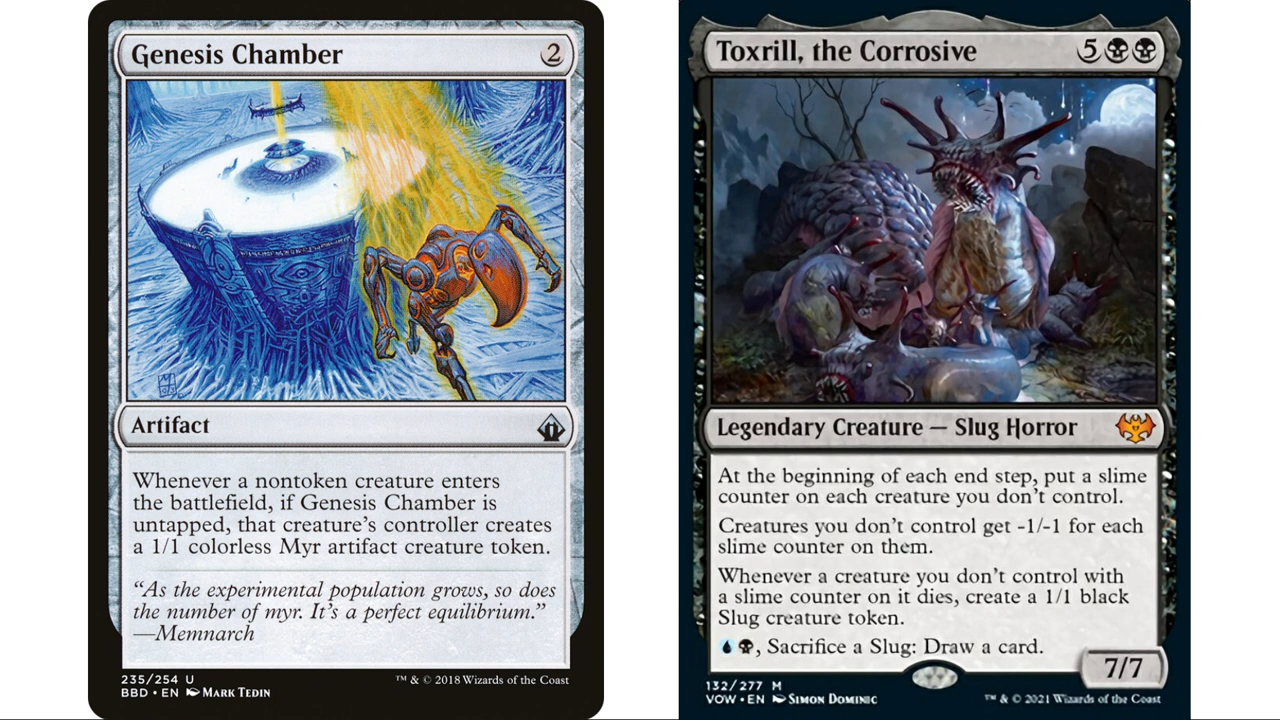 Genesis Chamber 2
Artifact
Whenever a nontoken creature enters
the battlefield, if Genesis Chamber is
untapped, that creature's controller creates
a 1/1 colorless Myr artifact creature token.
"As the experimental population grows, so does
the number of myr. It's a perfect equilibrium."
—Memnarch
235/254 U
BBD • EN MARK TEDIN
™ & © 2018 Wizards of the Coast
Toxrill, the Corrosive 5
Legendary Creature — Slug Horror
At the beginning of each end step, put a slime
counter on each creature you don't control.
Creatures you don't control get -1/-1 for each
slime counter on them.
Whenever a creature you don't control with
a slime counter on it dies, create a 1/1 black
Slug creature token.
, Sacrifice a Slug: Draw a card.
7/7
132/277 M
VOW • EN SIMON DOMINIC
™ & © 2021 Wizards of the Coast